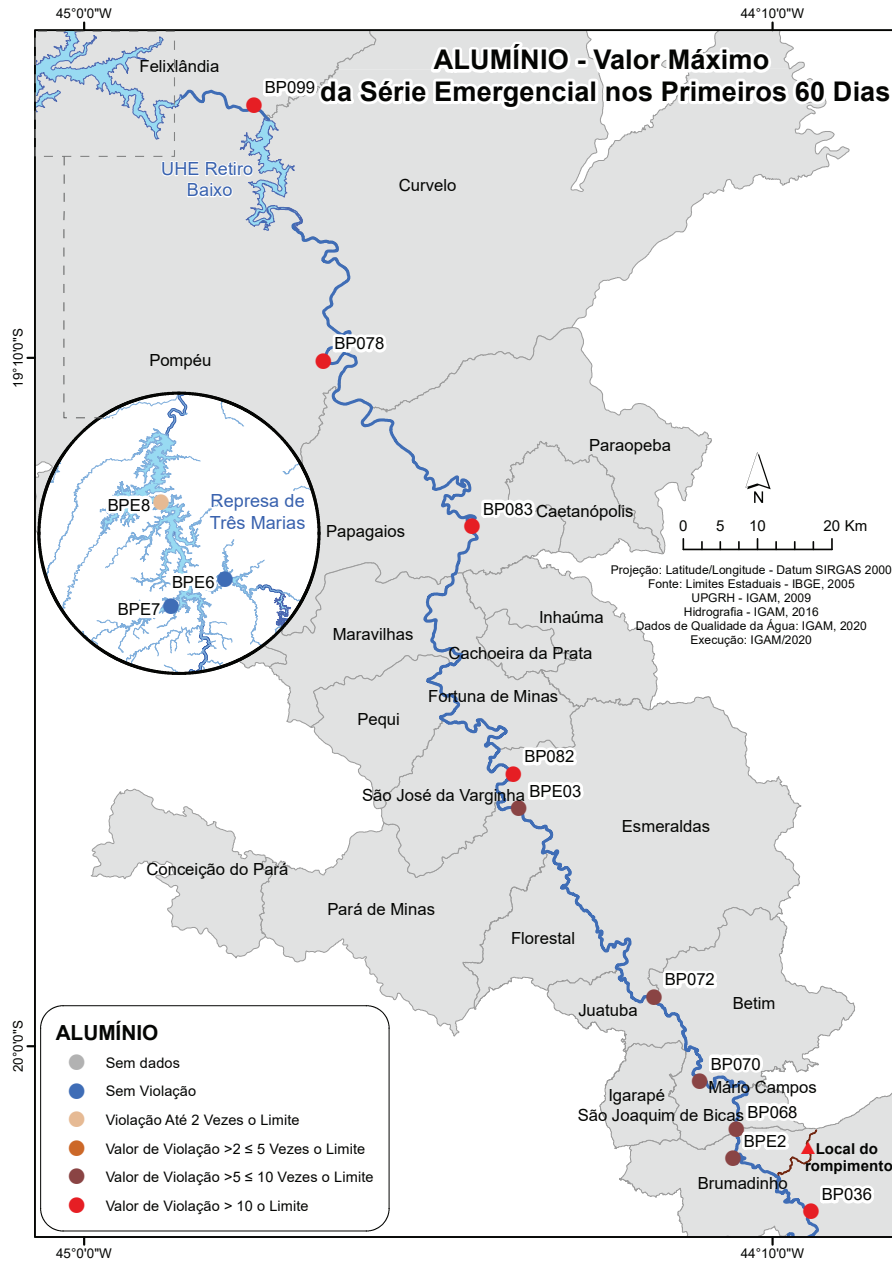 45°0'0"W
44°10'0"W
ALUMÍNIO - Valor Máximo
da Série Emergencial nos Primeiros 60 Dias
Felixlândia
BP099
UHE Retiro
Baixo
Curvelo
19°10'0"S
BP078
Pompéu
Paraopeba
BPE8
Represa de
Três Marias
BPE6
BPE7
BP083
Caetanópolis
Papagaios
N
0 5 10 20 Km
Projeção: Latitude/Longitude - Datum SIRGAS 2000
Fonte: Limites Estaduais - IBGE, 2005
UPGRH - IGAM, 2009
Hidrografia - IGAM, 2016
Dados de Qualidade da Água: IGAM, 2020
Execução: IGAM/2020
Inhaúma
Maravilhas
Cachoeira da Prata
Fortuna de Minas
Pequi
BP082
São José da Varginha
BPE03
Esmeraldas
Conceição do Pará
Pará de Minas
Florestal
BP072
Juatuba
Betim
20°0'0"S
BP070
Mário Campos
Igarapé
São Joaquim de Bicas
BP068
BPE2
Local do
rompimento
Brumadinho
BP036
ALUMÍNIO
Sem dados
Sem Violação
Violação Até 2 Vezes o Limite
Valor de Violação >2 ≤ 5 Vezes o Limite
Valor de Violação >5 ≤ 10 Vezes o Limite
Valor de Violação > 10 o Limite
45°0'0"W
44°10'0"W